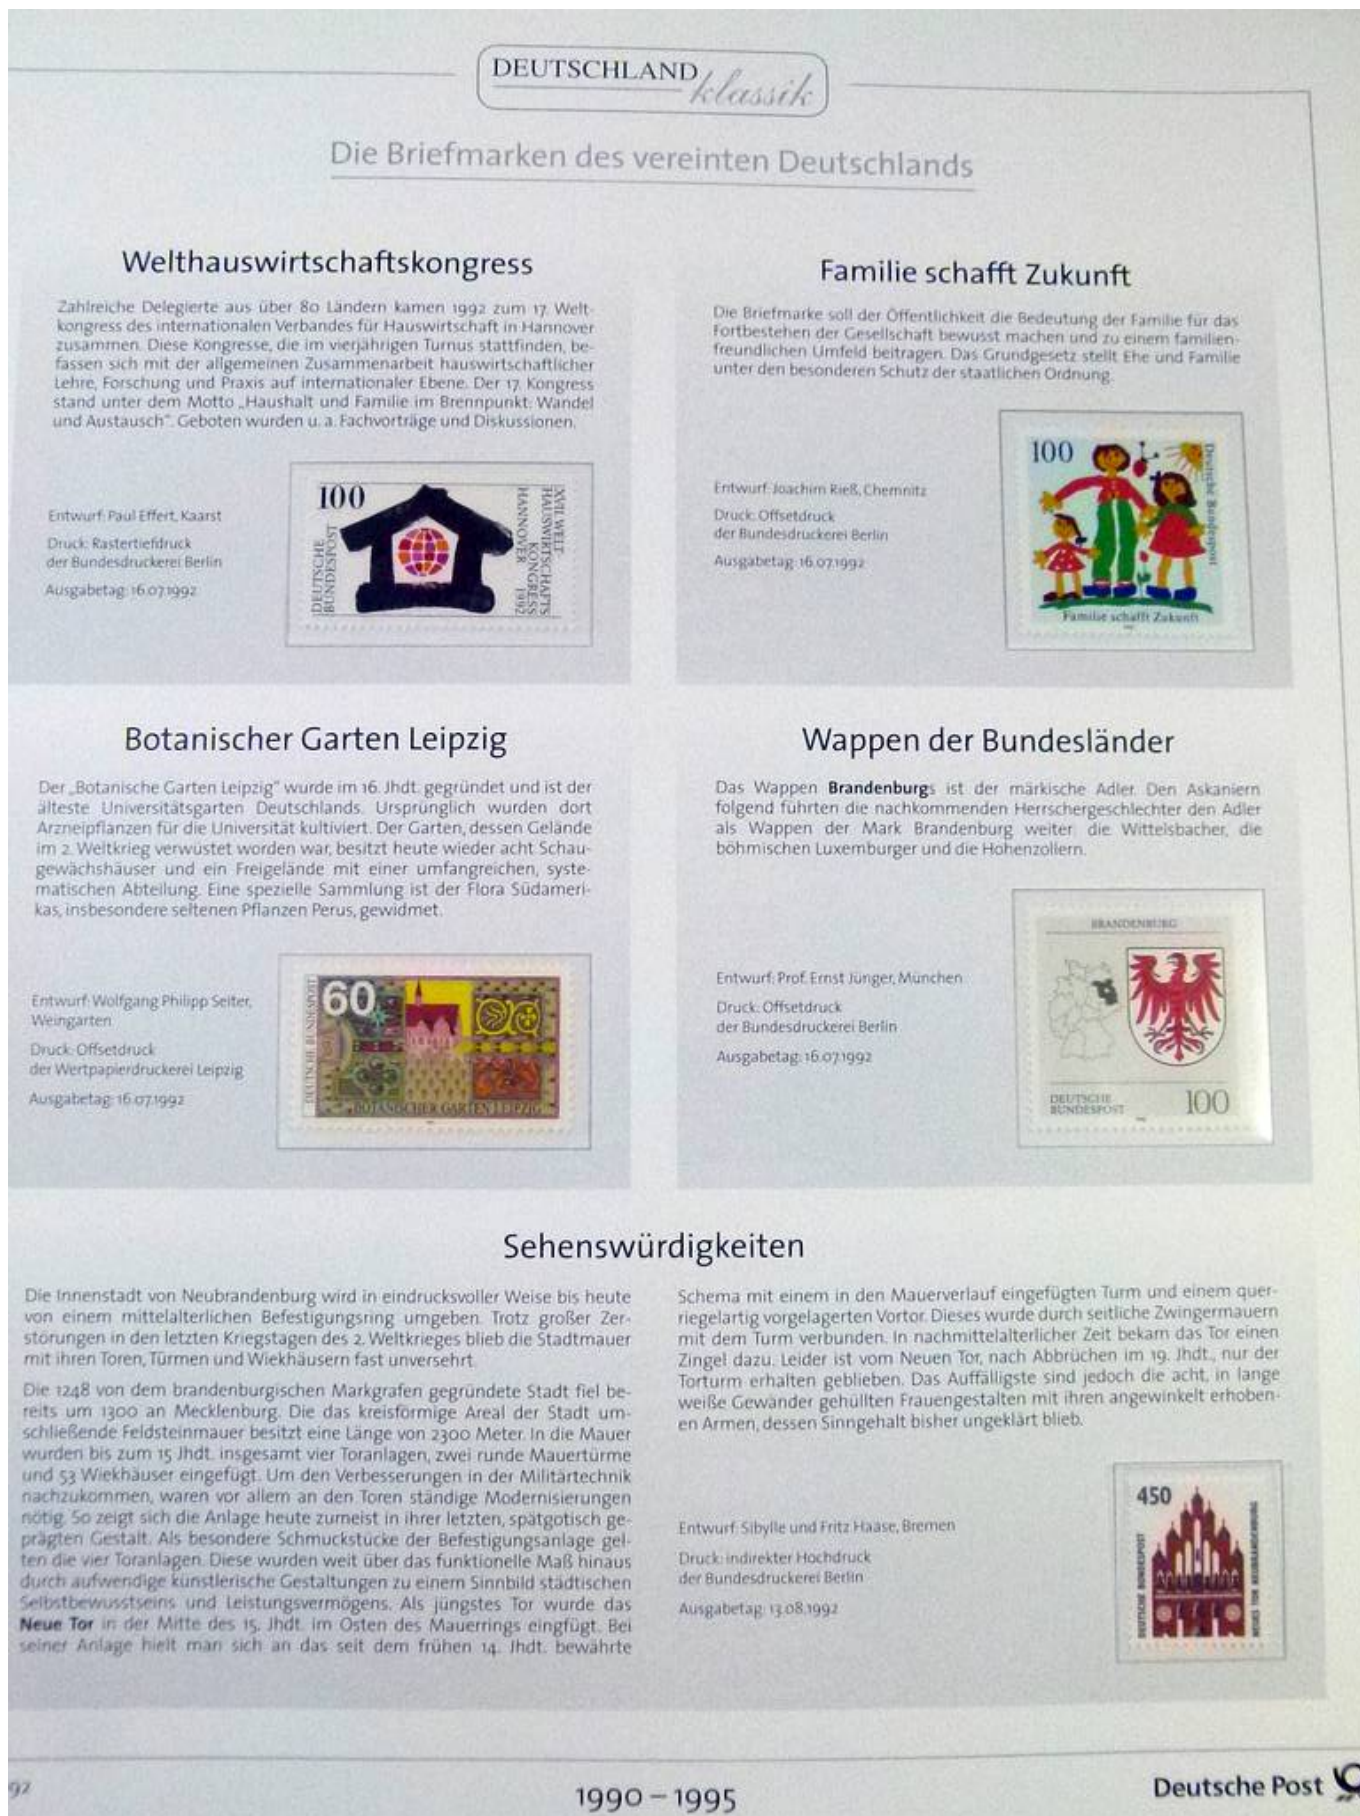 DEUTSCHLAND
klassik
Die Briefmarken des vereinten Deutschlands
Welthauswirtschaftskongress
Zahlreiche Delegierte aus über 80 Ländern kamen 1992 zum 17. Welt-
kongress des internationalen Verbandes für Hauswirtschaft in Hannover
zusammen. Diese Kongresse, die im vierjährigen Turnus stattfinden, be-
fassen sich mit der allgemeinen Zusammenarbeit hauswirtschaftlicher
Lehre, Forschung und Praxis auf internationaler Ebene. Der 17. Kongress
stand unter dem Motto „Haushalt und Familie im Brennpunkt: Wandel
und Austausch“. Geboten wurden u. a. Fachvorträge und Diskussionen.
Entwurf: Paul Effert, Kaarst
Druck: Rastertiefdruck
der Bundesdruckerei Berlin
Ausgabetag: 16.07.1992
100
DEUTSCHE
BUNDESPOST
XVII. WELT-
HAUSWIRTSCHAFTS-
KONGRESS
HANNOVER 1992
Familie schafft Zukunft
Die Briefmarke soll der Öffentlichkeit die Bedeutung der Familie für das
Fortbestehen der Gesellschaft bewusst machen und zu einem familien-
freundlichen Umfeld beitragen. Das Grundgesetz stellt Ehe und Familie
unter den besonderen Schutz der staatlichen Ordnung.
Entwurf: Joachim Rieß, Chemnitz
Druck: Offsetdruck
der Bundesdruckerei Berlin
Ausgabetag: 16.07.1992
100
Deutsche Bundespost
Familie schafft Zukunft
Botanischer Garten Leipzig
Der „Botanische Garten Leipzig“ wurde im 16. Jhdt. gegründet und ist der
älteste Universitätsgarten Deutschlands. Ursprünglich wurden dort
Arzneipflanzen für die Universität kultiviert. Der Garten, dessen Gelände
im 2. Weltkrieg verwüstet worden war, besitzt heute wieder acht Schau-
gewächshäuser und ein Freigelände mit einer umfangreichen, syste-
matischen Abteilung. Eine spezielle Sammlung ist der Flora Südameri-
kas, insbesondere seltenen Pflanzen Perus, gewidmet.
Entwurf: Wolfgang Philipp Seiter,
Weingarten
Druck: Offsetdruck
der Wertpapierdruckerei Leipzig
Ausgabetag: 16.07.1992
60
DEUTSCHE BUNDESPOST
BOTANISCHER GARTEN LEIPZIG
Wappen der Bundesländer
Das Wappen Brandenburgs ist der märkische Adler. Den Askaniern
folgend führten die nachkommenden Herrschergeschlechter den Adler
als Wappen der Mark Brandenburg weiter: die Wittelsbacher, die
böhmischen Luxemburger und die Hohenzollern.
Entwurf: Prof. Ernst Jünger, München
Druck: Offsetdruck
der Bundesdruckerei Berlin
Ausgabetag: 16.07.1992
BRANDENBURG
DEUTSCHE
BUNDESPOST
100
Sehenswürdigkeiten
Die Innenstadt von Neubrandenburg wird in eindrucksvoller Weise bis heute
von einem mittelalterlichen Befestigungsring umgeben. Trotz großer Zer-
störungen in den letzten Kriegstagen des 2. Weltkrieges blieb die Stadtmauer
mit ihren Toren, Türmen und Wiekhäusern fast unversehrt.
Die 1248 von dem brandenburgischen Markgrafen gegründete Stadt fiel be-
reits um 1300 an Mecklenburg. Die das kreisförmige Areal der Stadt um-
schließende Feldsteinmauer besitzt eine Länge von 2300 Meter. In die Mauer
wurden bis zum 15 Jhdt. insgesamt vier Toranlagen, zwei runde Mauertürme
und 53 Wiekhäuser eingefügt. Um den Verbesserungen in der Militärtechnik
nachzukommen, waren vor allem an den Toren ständige Modernisierungen
nötig. So zeigt sich die Anlage heute zumeist in ihrer letzten, spätgotisch ge-
prägten Gestalt. Als besondere Schmuckstücke der Befestigungsanlage gel-
ten die vier Toranlagen. Diese wurden weit über das funktionelle Maß hinaus
durch aufwendige künstlerische Gestaltungen zu einem Sinnbild städtischen
Selbstbewusstseins und Leistungsvermögens. Als jüngstes Tor wurde das
Neue Tor in der Mitte des 15. Jhdt. im Osten des Mauerrings eingfügt. Bei
seiner Anlage hielt man sich an das seit dem frühen 14. Jhdt. bewährte
Schema mit einem in den Mauerverlauf eingefügten Turm und einem quer-
riegelartig vorgelagerten Vortor. Dieses wurde durch seitliche Zwingermauern
mit dem Turm verbunden. In nachmittelalterlicher Zeit bekam das Tor einen
Zingel dazu. Leider ist vom Neuen Tor, nach Abbrüchen im 19. Jhdt., nur der
Torturm erhalten geblieben. Das Auffälligste sind jedoch die acht, in lange
weiße Gewänder gehüllten Frauengestalten mit ihren angewinkelt erhoben-
en Armen, dessen Sinngehalt bisher ungeklärt blieb.
Entwurf: Sibylle und Fritz Haase, Bremen
Druck: indirekter Hochdruck
der Bundesdruckerei Berlin
Ausgabetag: 13.08.1992
450
DEUTSCHE BUNDESPOST
NEUES TOR NEUBRANDENBURG
92
1990 – 1995
Deutsche Post